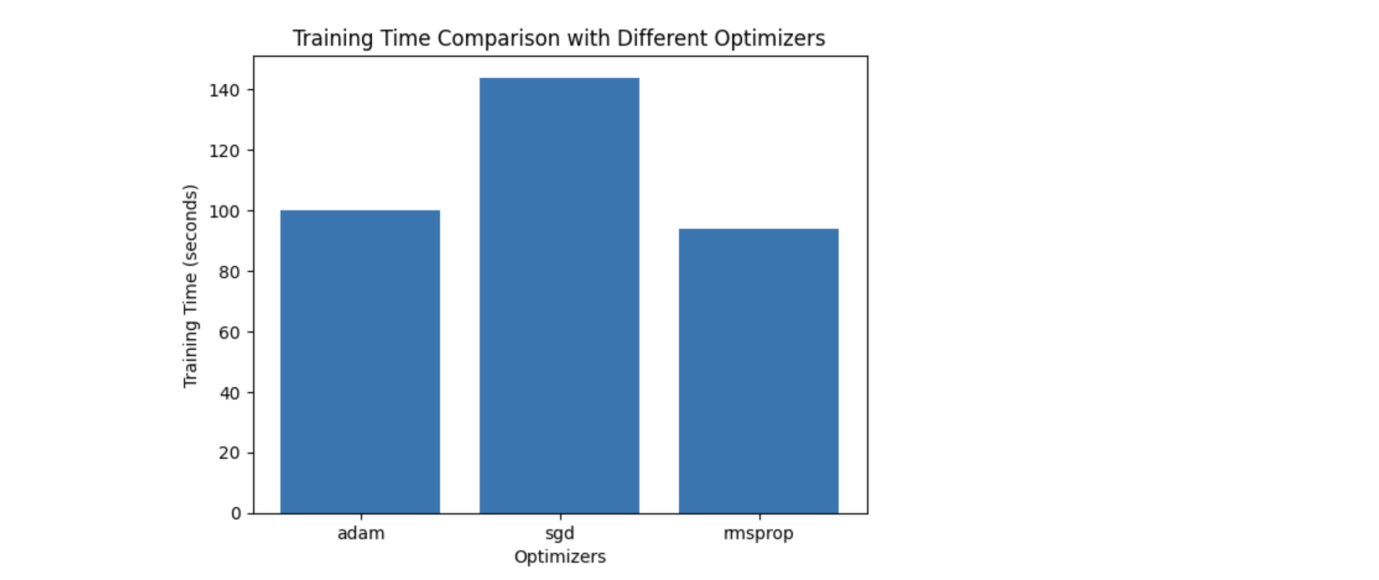 Training Time Comparison with Different Optimizers
140
120
100
80
60
40
20
0
Training Time (seconds)
adam sgd rmsprop
Optimizers